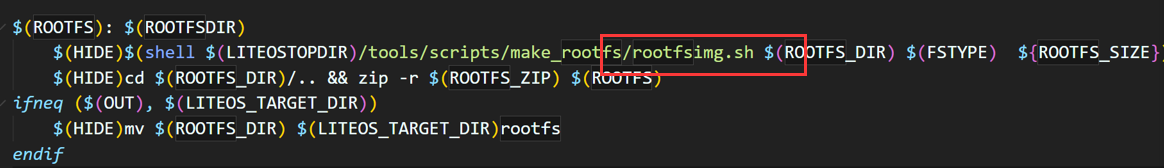 $(ROOTFS): $(ROOTFSDIR)
$(HIDE)$(shell $(LITEOSTOPDIR)/tools/scripts/make_rootfs/rootfsimg.sh $(ROOTFS_DIR) $(FSTYPE) ${ROOTFS_SIZE})
$(HIDE)cd $(ROOTFS_DIR)/.. && zip -r $(ROOTFS_ZIP) $(ROOTFS)
ifneq ($(OUT), $(LITEOS_TARGET_DIR))
$(HIDE)mv $(ROOTFS_DIR) $(LITEOS_TARGET_DIR)rootfs
endif